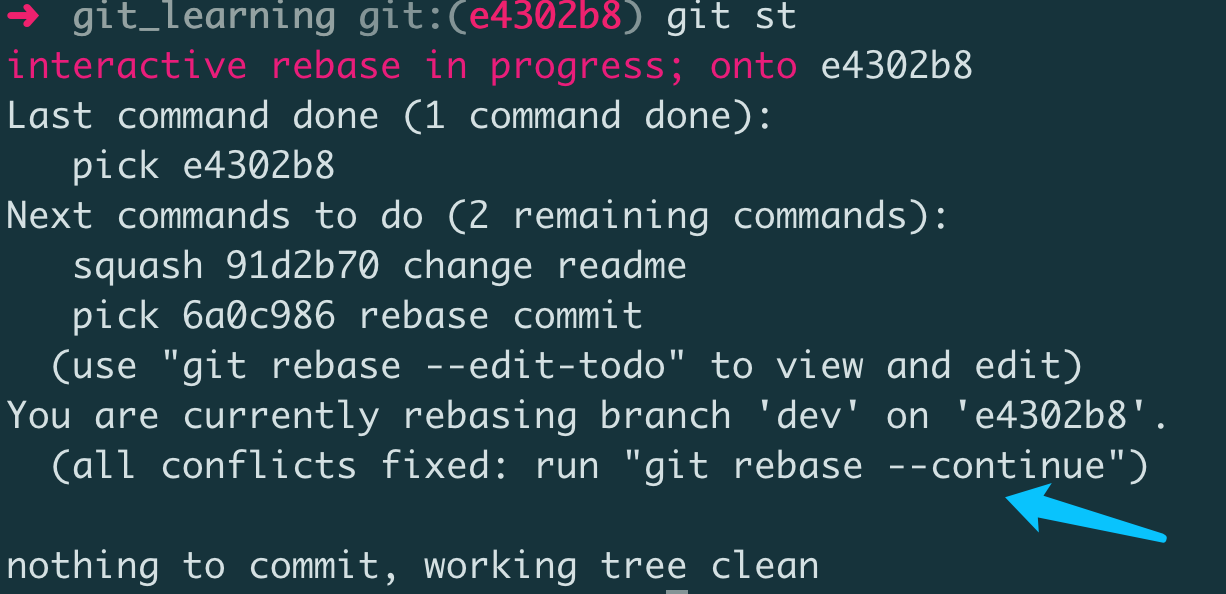 ➜ git_learning git:(e4302b8) git st
interactive rebase in progress; onto e4302b8
Last command done (1 command done):
pick e4302b8
Next commands to do (2 remaining commands):
squash 91d2b70 change readme
pick 6a0c986 rebase commit
(use "git rebase --edit-todo" to view and edit)
You are currently rebasing branch 'dev' on 'e4302b8'.
(all conflicts fixed: run "git rebase --continue")
nothing to commit, working tree clean